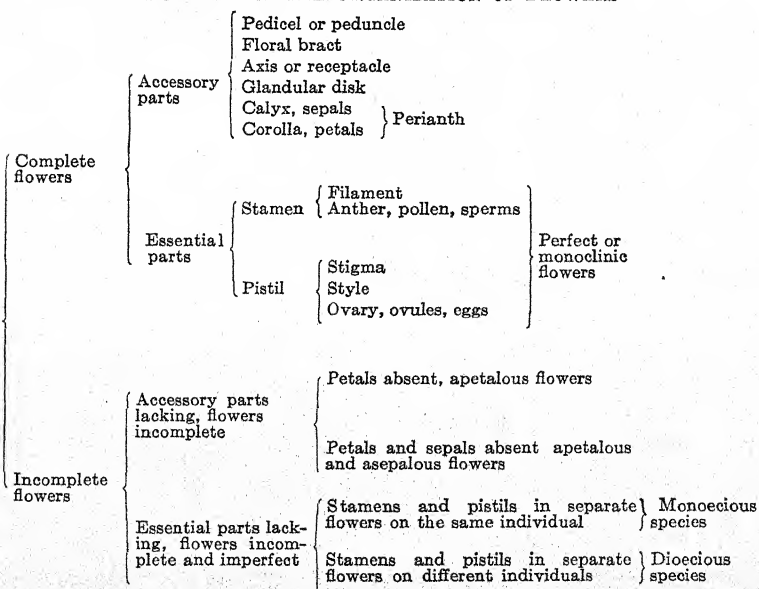 Pedicel or peduncle
Floral bract
Axis or receptacle
Accessory
parts
Glandular disk
Calyx, sepals
Corolla, petals
Perianth
Complete
flowers
Essential
parts
Stamen
Filament
Anther, pollen, sperms
Pistil
Stigma
Style
Ovary, ovules, eggs
Perfect or
monoclinic
flowers
Incomplete
flowers
Accessory parts
lacking, flowers
incomplete
Petals absent, apetalous flowers
Petals and sepals absent apetalous
and asepalous flowers
Essential parts lack-
ing, flowers incom-
plete and imperfect
Stamens and pistils in separate
flowers on the same individual
Monoecious
species
Stamens and pistils in separate
flowers on different individuals
Dioecious
species